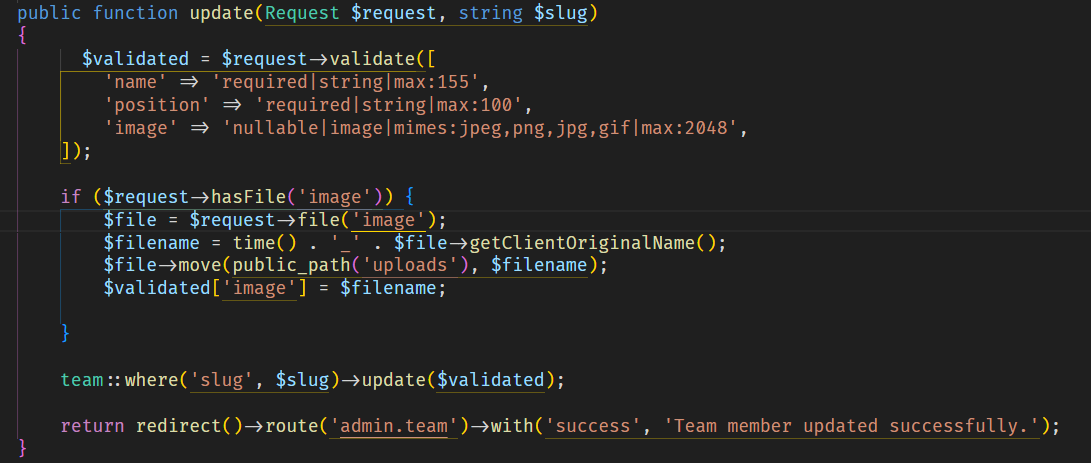 public function update(Request $request, string $slug)
{
$validated = $request->validate([
'name' => 'required|string|max:155',
'position' => 'required|string|max:100',
'image' => 'nullable|image|mimes:jpeg,png,jpg,gif|max:2048',
]);
if ($request->hasFile('image')) {
$file = $request->file('image');
$filename = time() . '_' . $file->getClientOriginalName();
$file->move(public_path('uploads'), $filename);
$validated['image'] = $filename;
}
team::where('slug', $slug)->update($validated);
return redirect()->route('admin.team')->with('success', 'Team member updated successfully.');
}